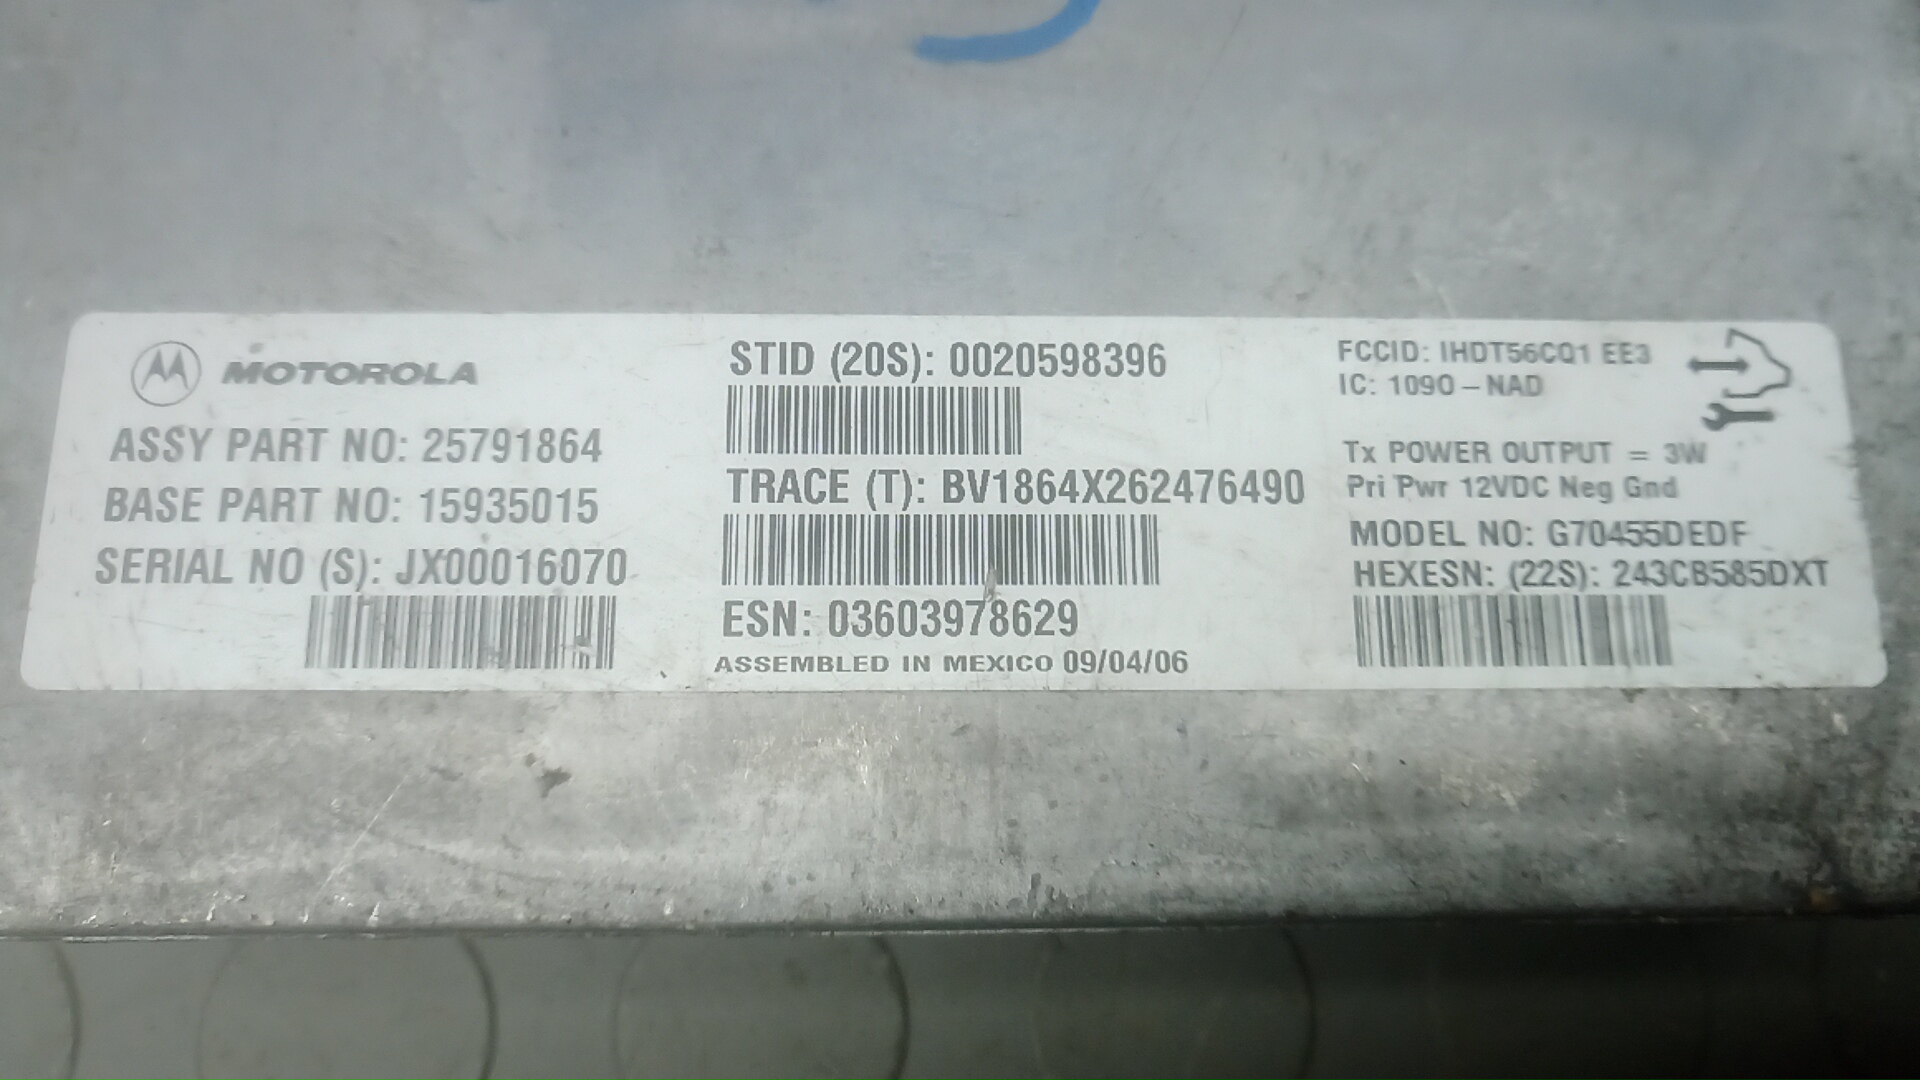 MOTOROLA
ASSY PART NO: 25791864
BASE PART NO: 15935015
SERIAL NO (S): JX00016070
STID (20S): 0020598396
TRACE (T): BV1864X262476490
ESN: 03603978629
ASSEMBLED IN MEXICO 09/04/06
FCCID: IHDT56CQ1 EE3
IC: 1090-NAD
Tx POWER OUTPUT = 3W
Pri Pwr 12VDC Neg Gnd
MODEL NO: G70455DEDF
HEXESN: (22S): 243CB585DXT